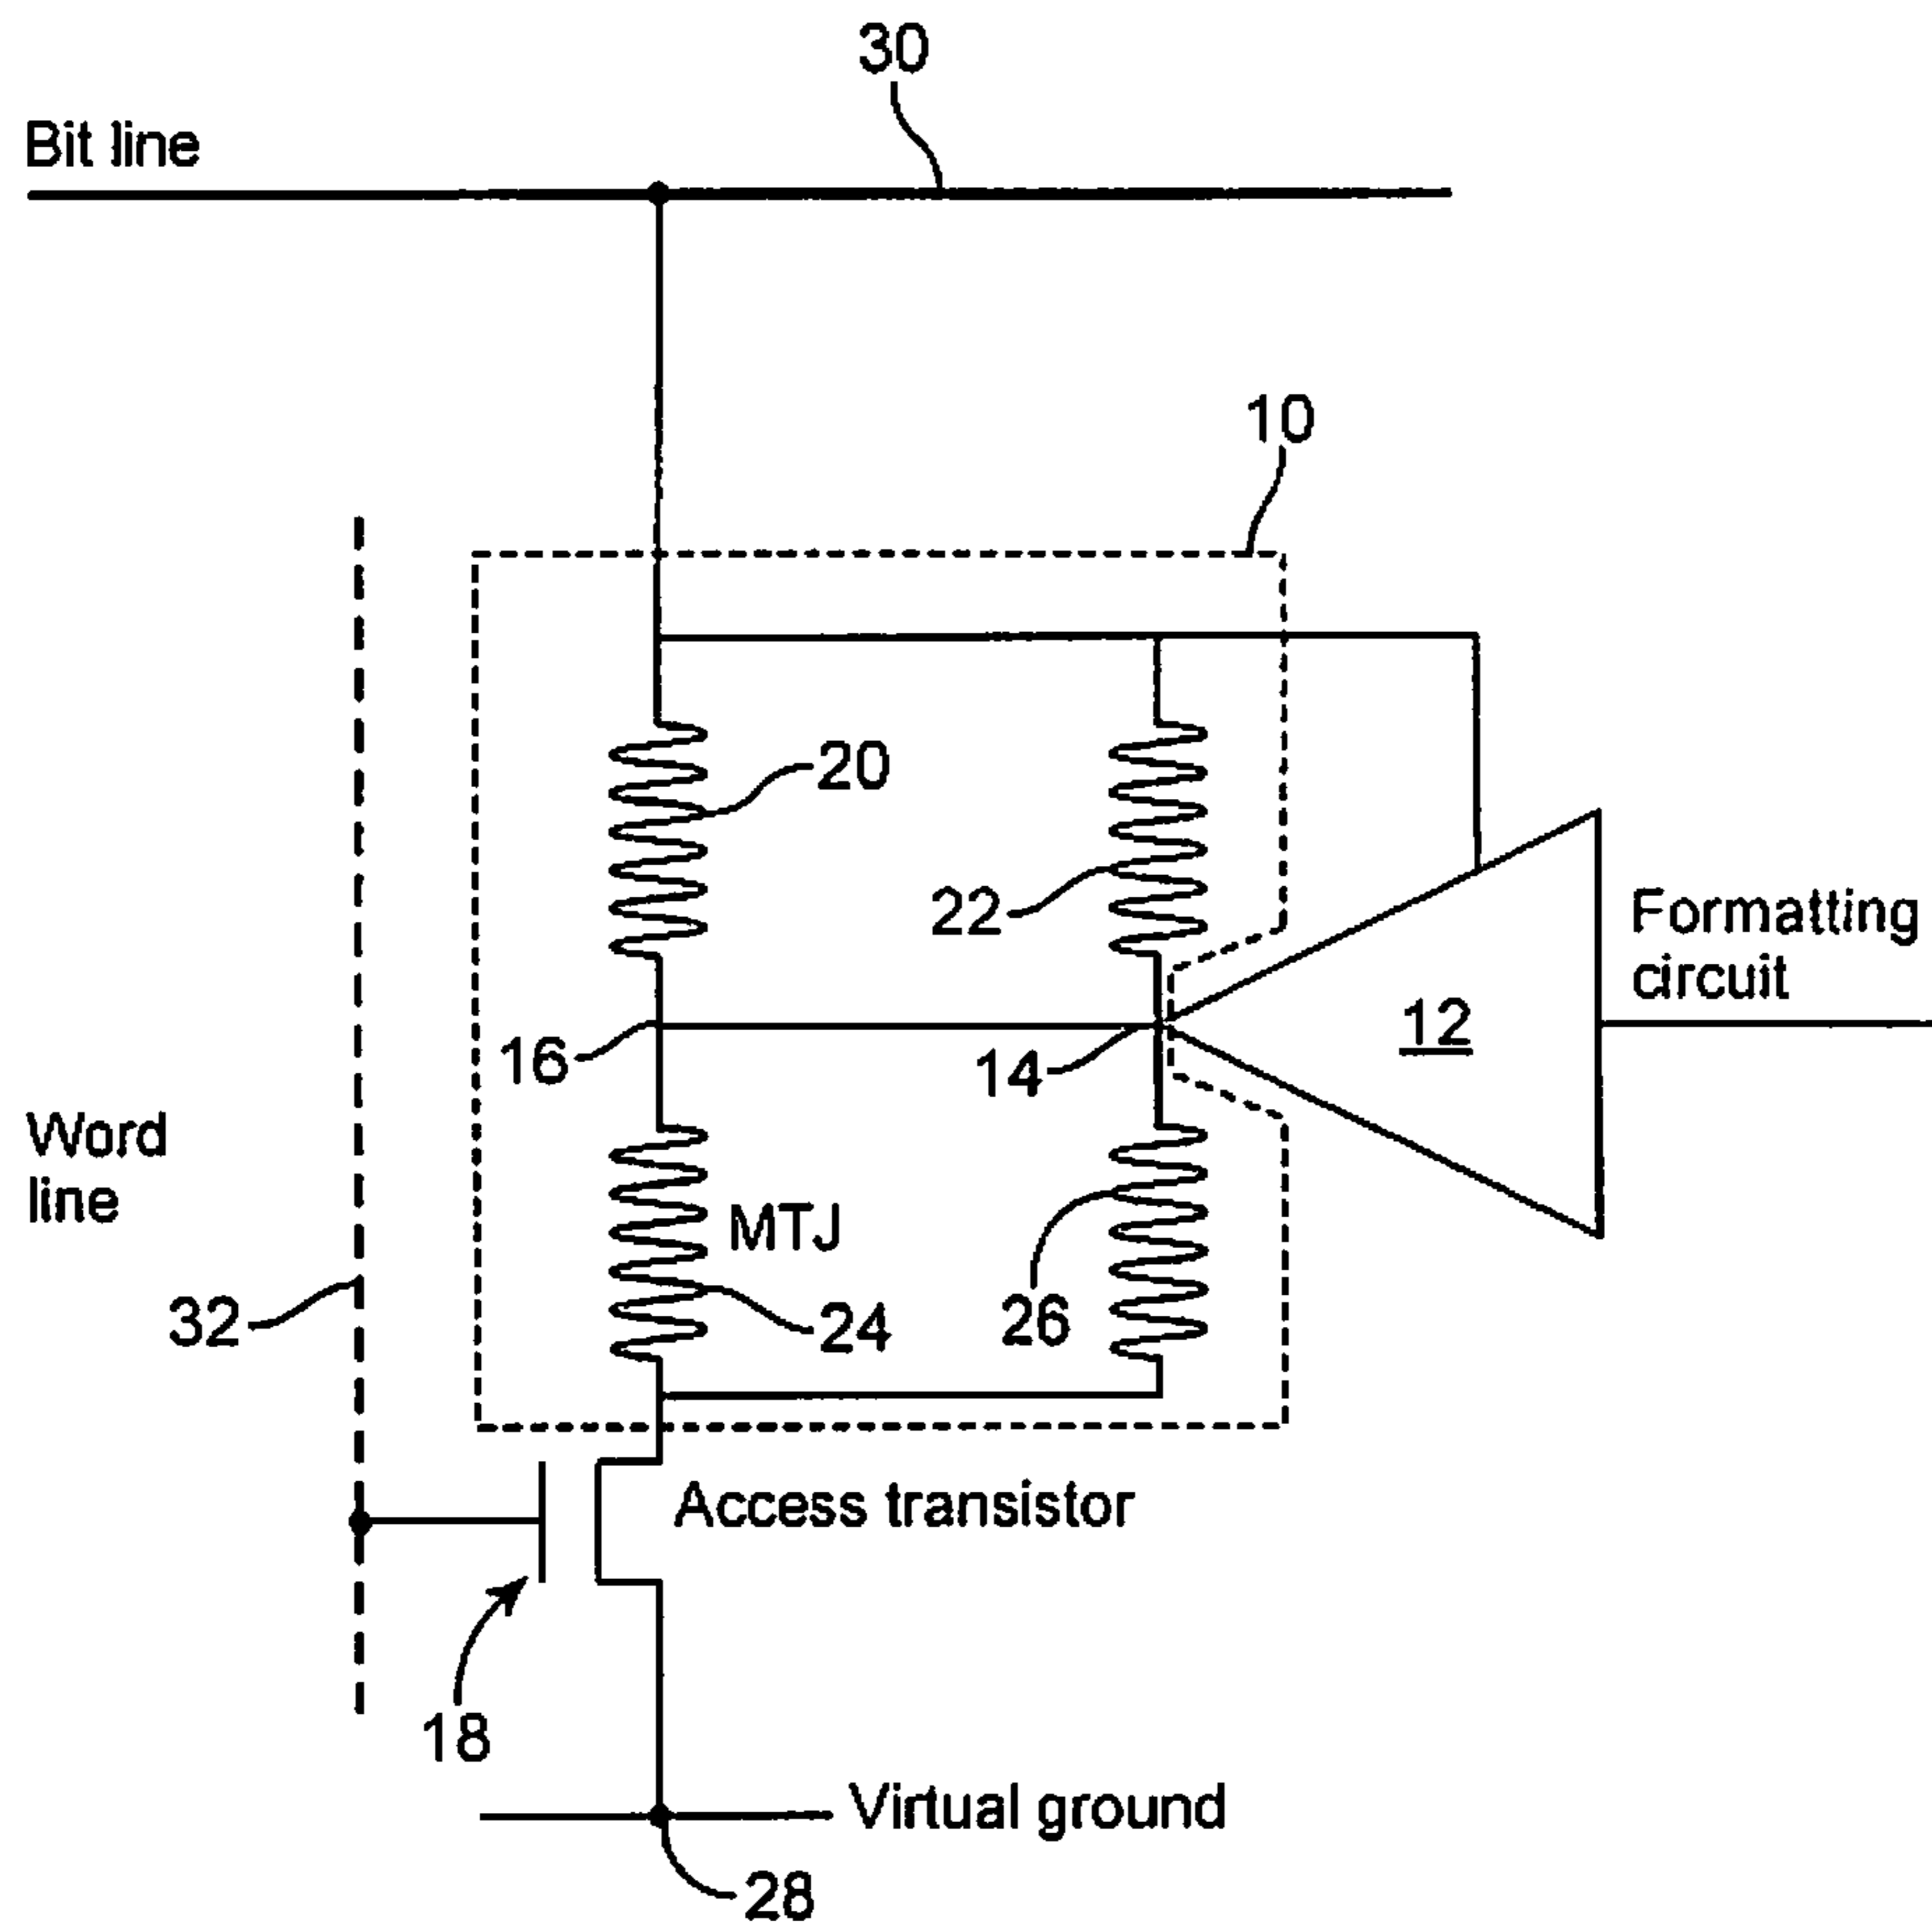 30
Bit line
10
20
22
Formatting
circuit
12
16
14
Word
line
MTJ
32
24
26
Access transistor
18
Virtual ground
28